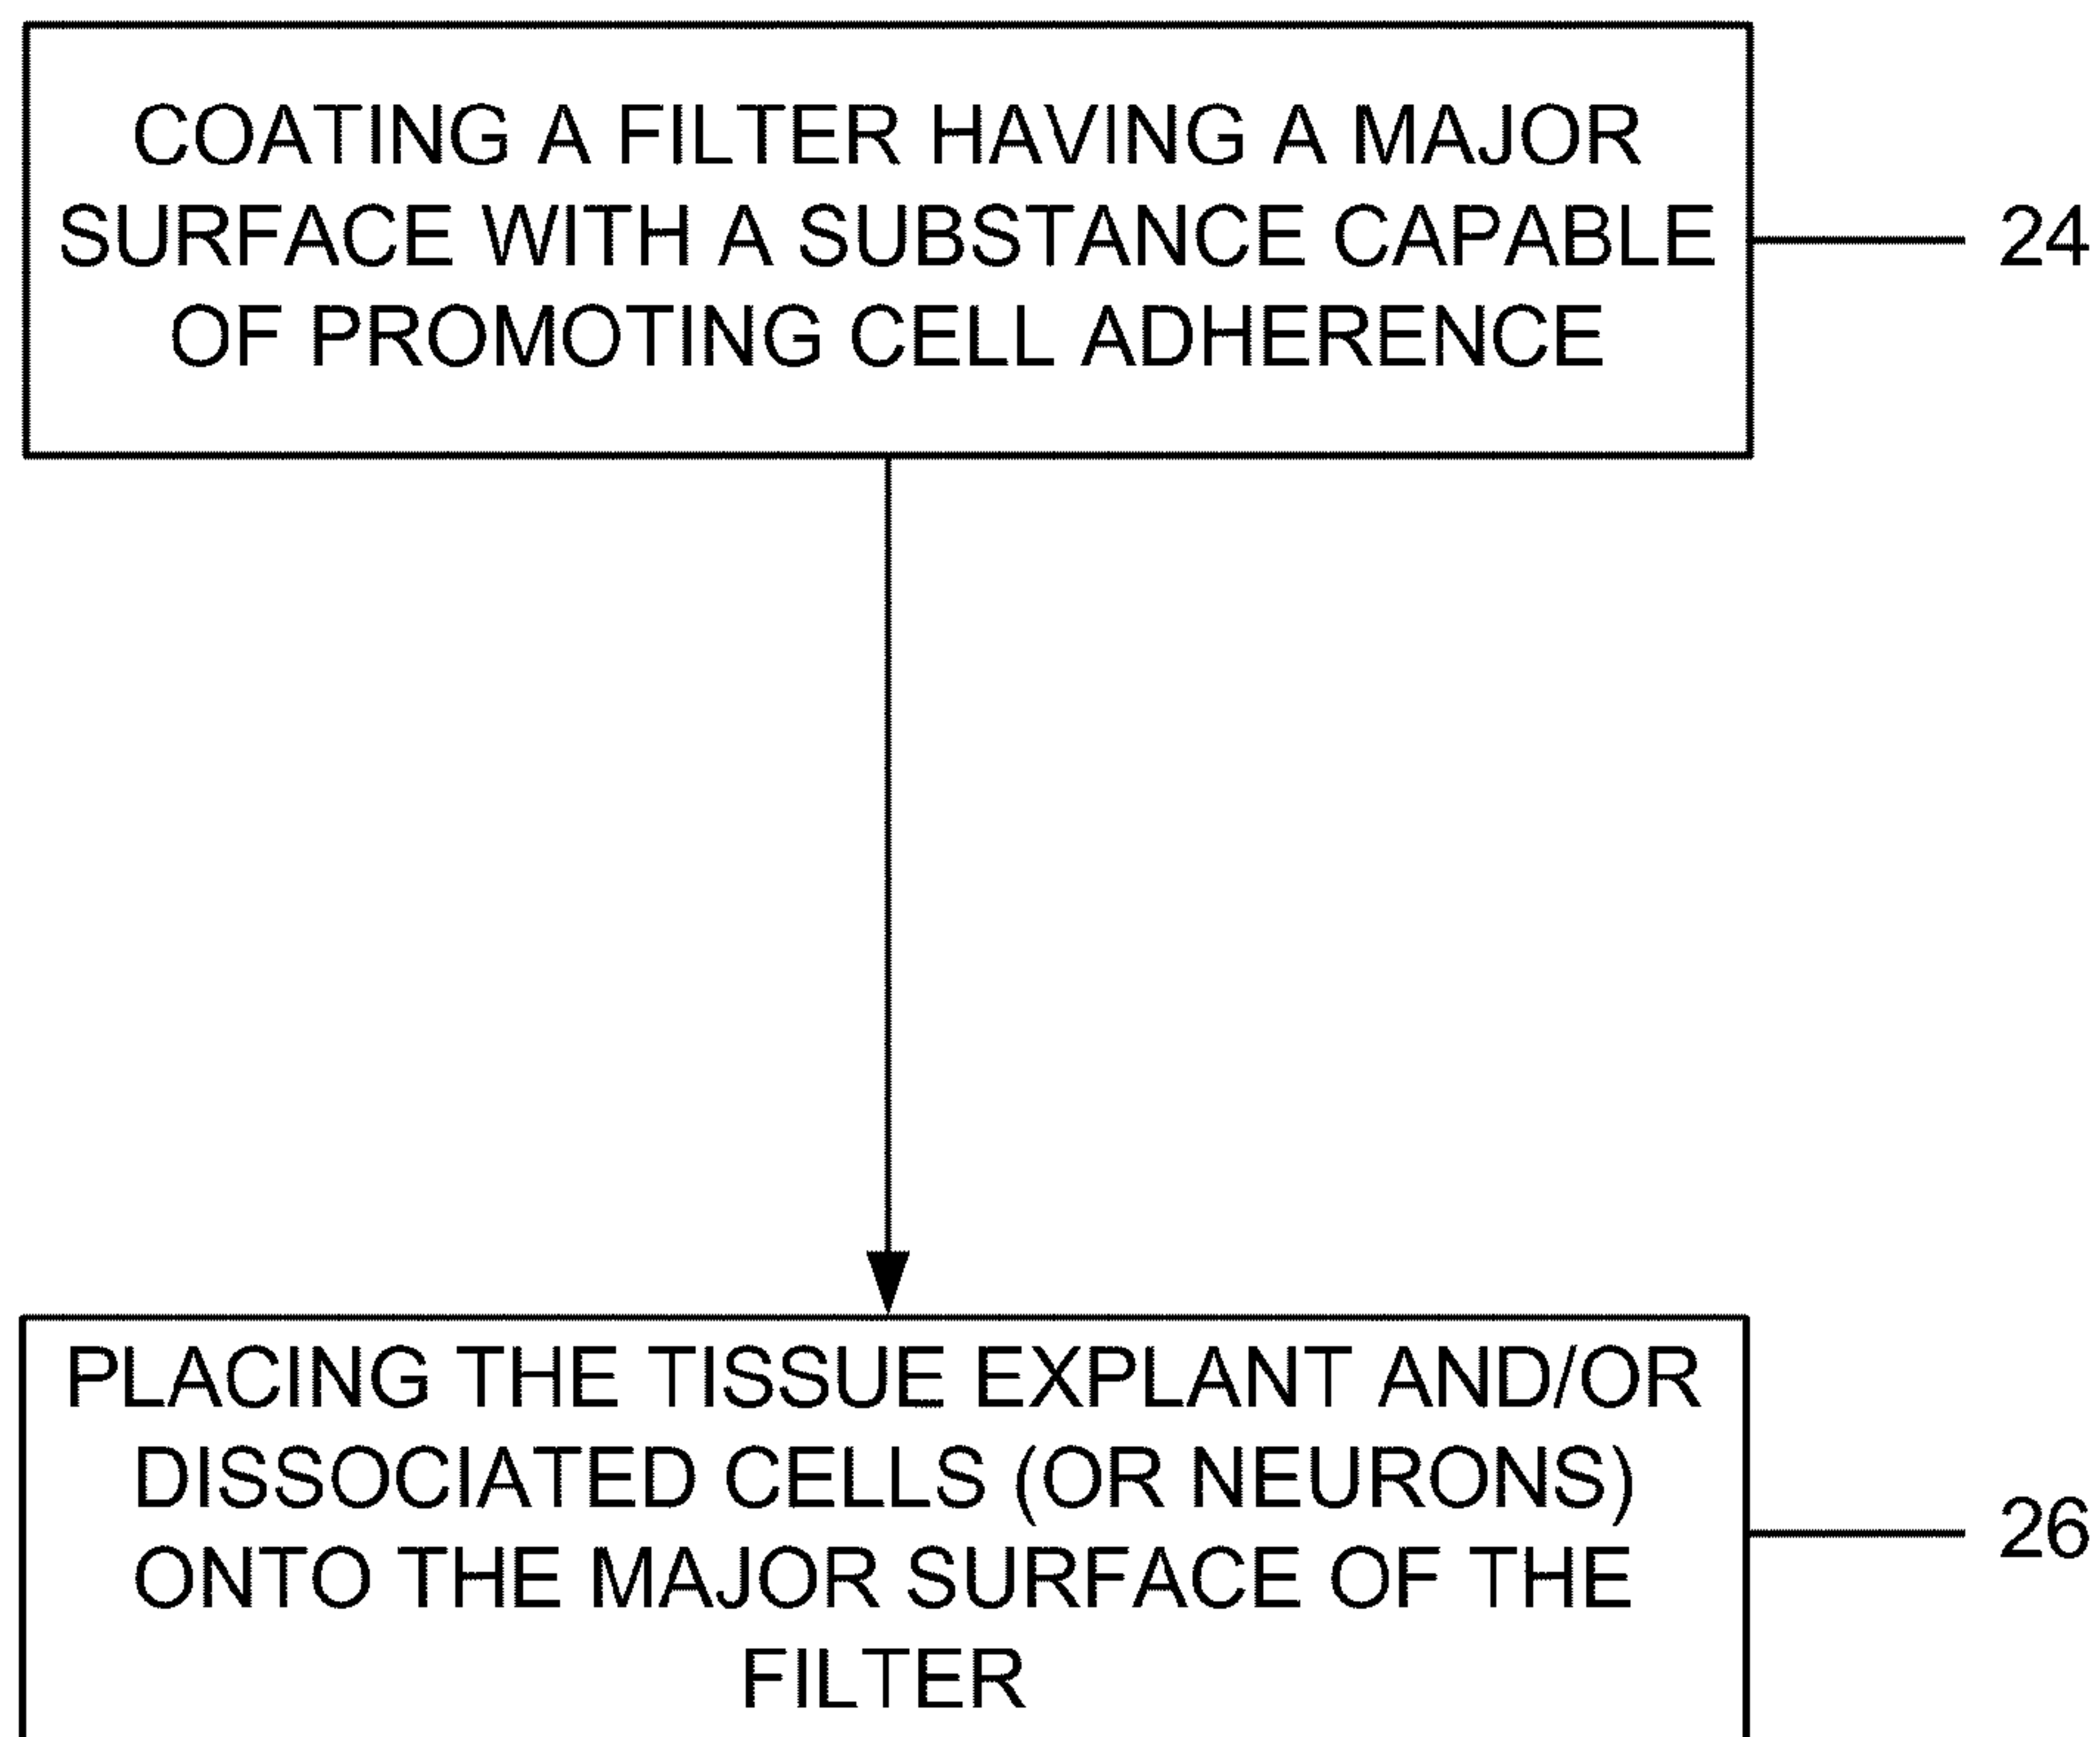 COATING A FILTER HAVING A MAJOR
SURFACE WITH A SUBSTANCE CAPABLE
OF PROMOTING CELL ADHERENCE
24
PLACING THE TISSUE EXPLANT AND/OR
DISSOCIATED CELLS (OR NEURONS)
ONTO THE MAJOR SURFACE OF THE
FILTER
26